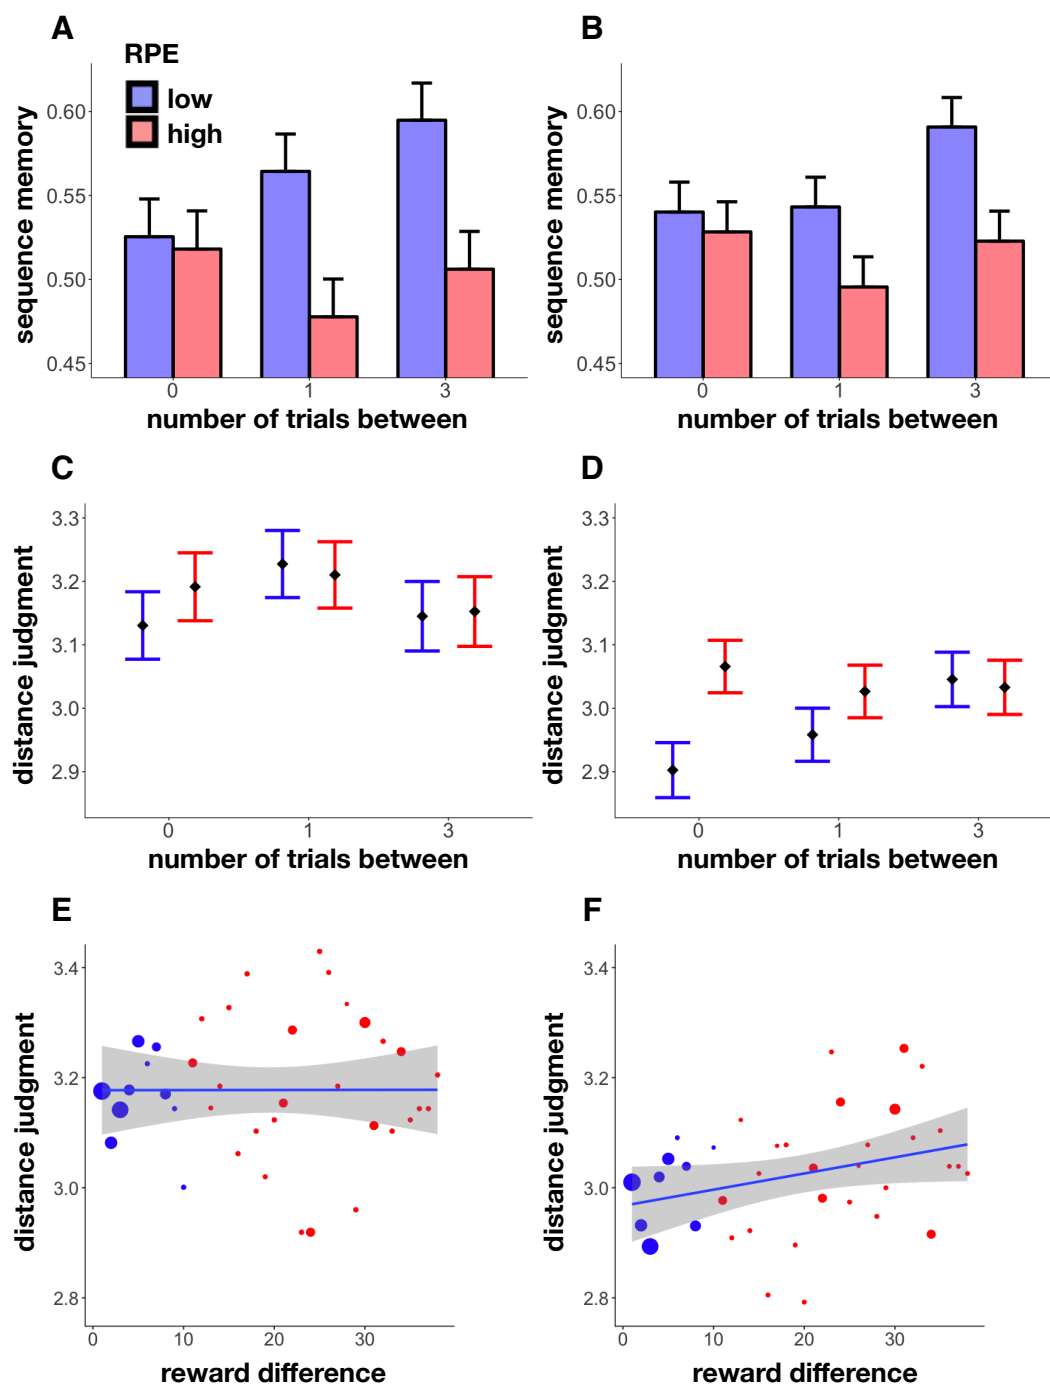 A
RPE
low
high
sequence memory
0.60
0.55
0.50
0.45
0 1 3
number of trials between
B
sequence memory
0.60
0.55
0.50
0.45
0 1 3
number of trials between
C
distance judgment
3.3
3.2
3.1
3.0
2.9
0 1 3
number of trials between
D
distance judgment
3.3
3.2
3.1
3.0
2.9
0 1 3
number of trials between
E
distance judgment
3.4
3.2
3.0
2.8
0 10 20 30
reward difference
F
distance judgment
3.4
3.2
3.0
2.8
0 10 20 30
reward difference